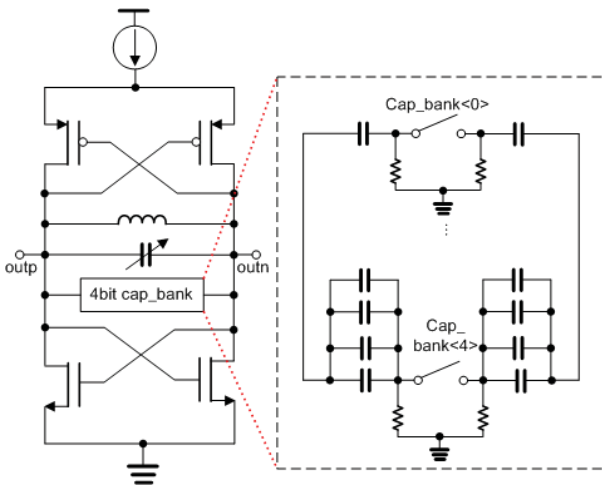 Cap_bank<0>
outp
outn
4bit cap_bank
Cap_
bank<4>